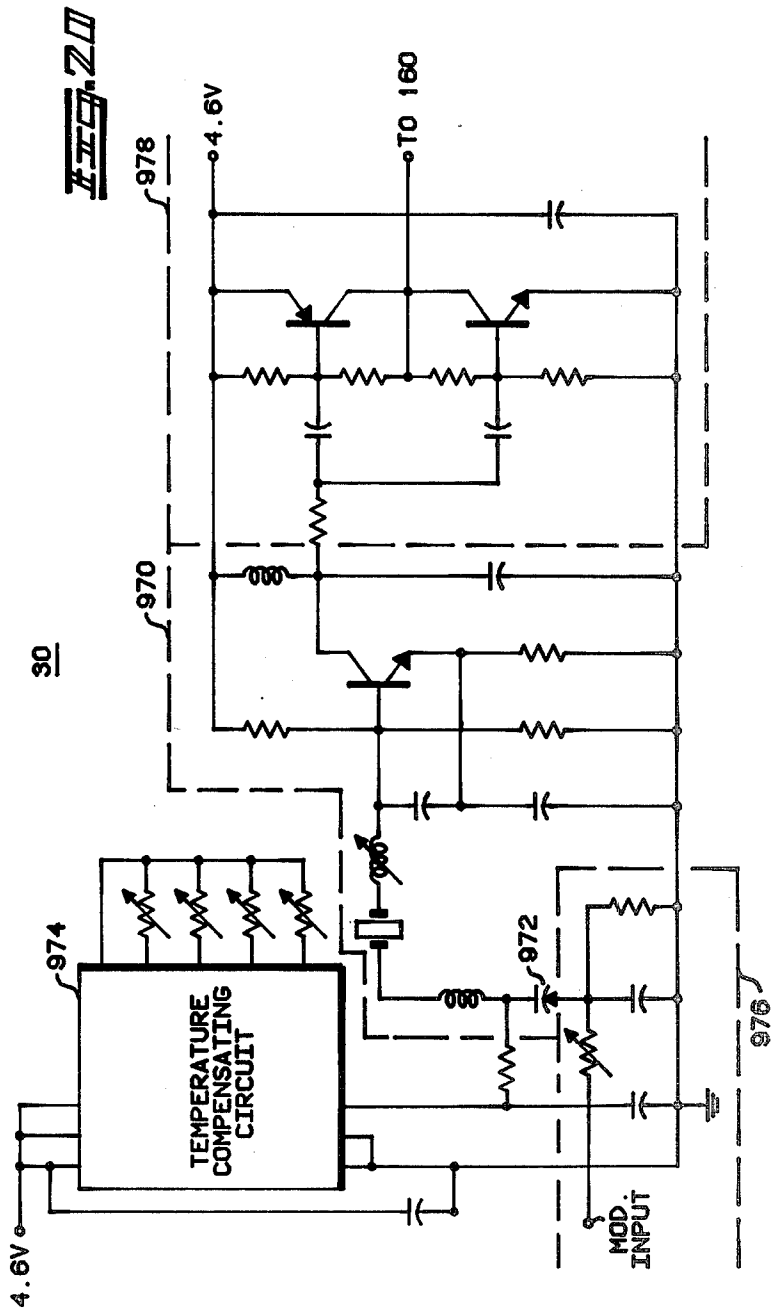 Fig. 20
30
978
4.6V
TO 160
970
974
4.6V
TEMPERATURE
COMPENSATING
CIRCUIT
972
976
MOD.
INPUT